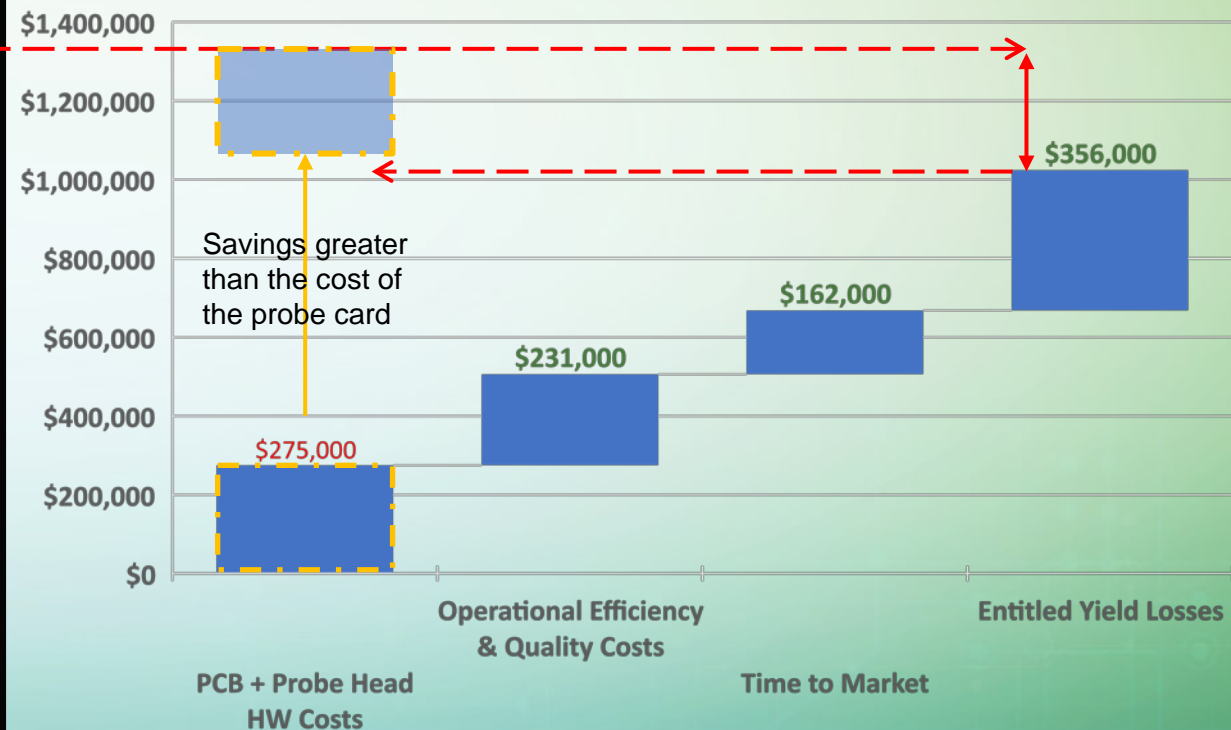 $1,400,000
$1,200,000
$1,000,000
$800,000
$600,000
$400,000
$200,000
$0
Savings greater
than the cost of
the probe card
$275,000
$231,000
$162,000
$356,000
PCB + Probe Head
HW Costs
Operational Efficiency
& Quality Costs
Time to Market
Entitled Yield Losses